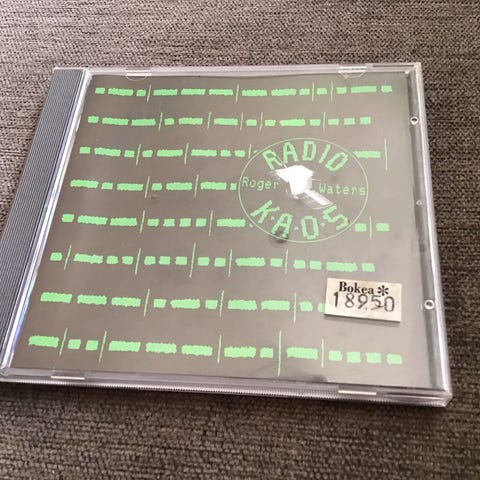 RADIO
Roger Waters
K.A.O.S
Bokea*
18950